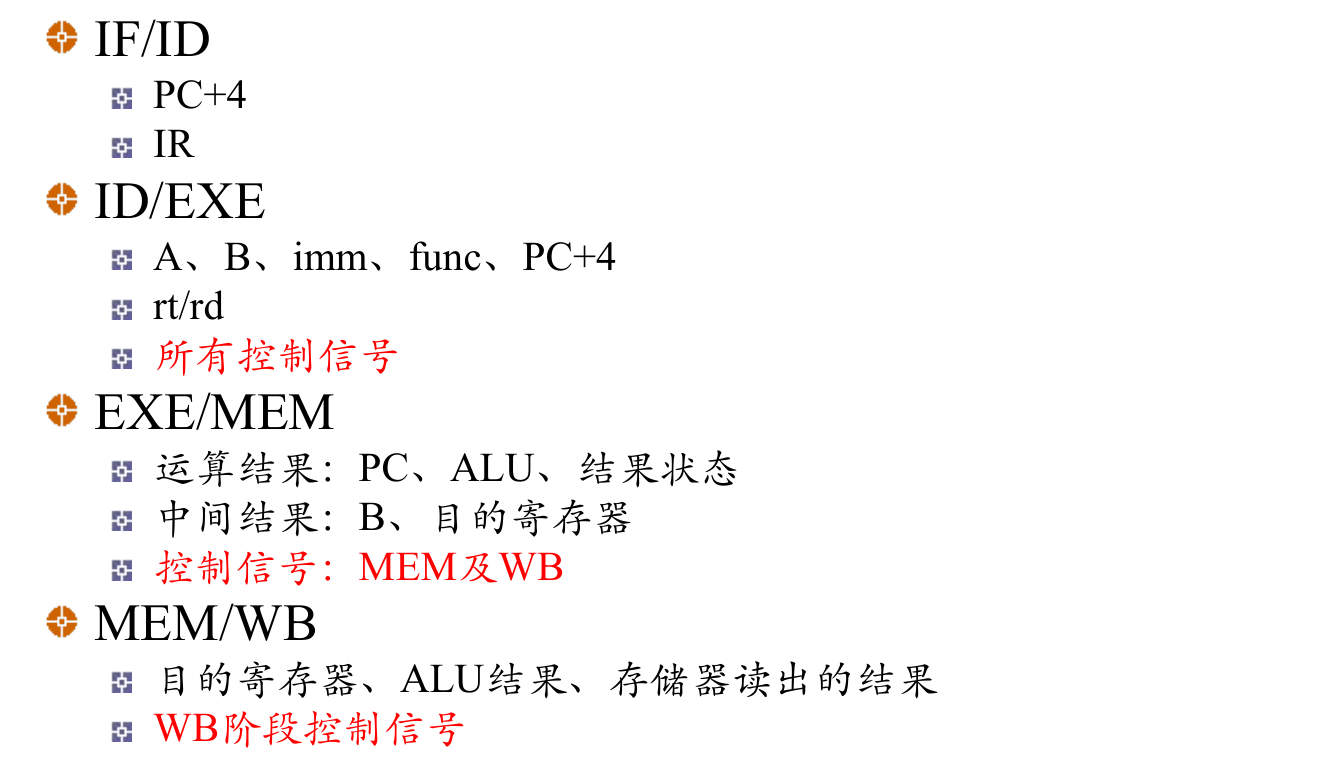 IF/ID
PC+4
IR
ID/EXE
A、B、imm、func、PC+4
rt/rd
所有控制信号
EXE/MEM
运算结果：PC、ALU、结果状态
中间结果：B、目的寄存器
控制信号：MEM及WB
MEM/WB
目的寄存器、ALU结果、存储器读出的结果
WB阶段控制信号